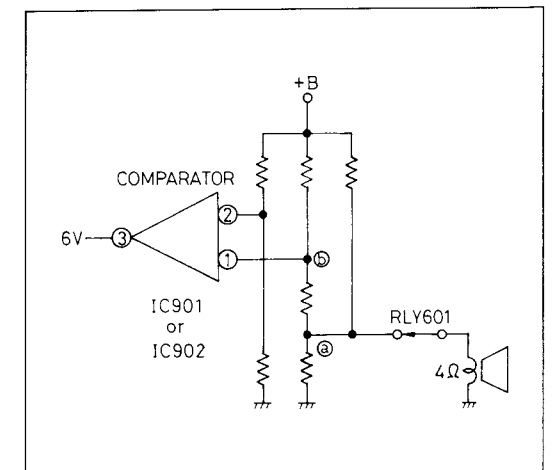 +B
COMPARATOR
②
6V
③
①
ⓑ
IC901
or
IC902
RLY601
ⓐ
4Ω